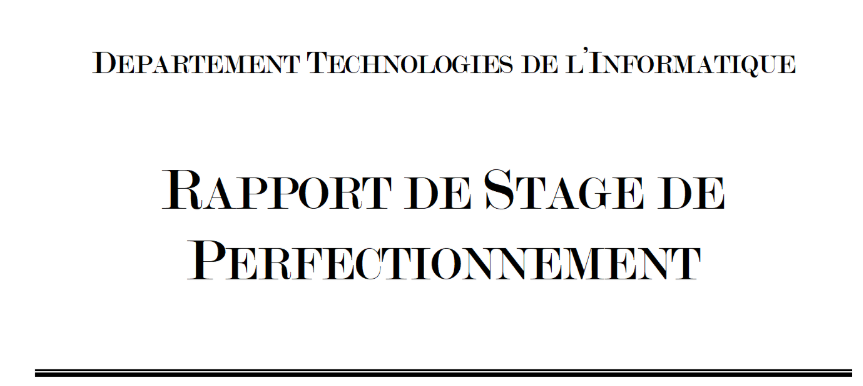 DEPARTEMENT TECHNOLOGIES DE L'INFORMATIQUE
RAPPORT DE STAGE DE
PERFECTIONNEMENT